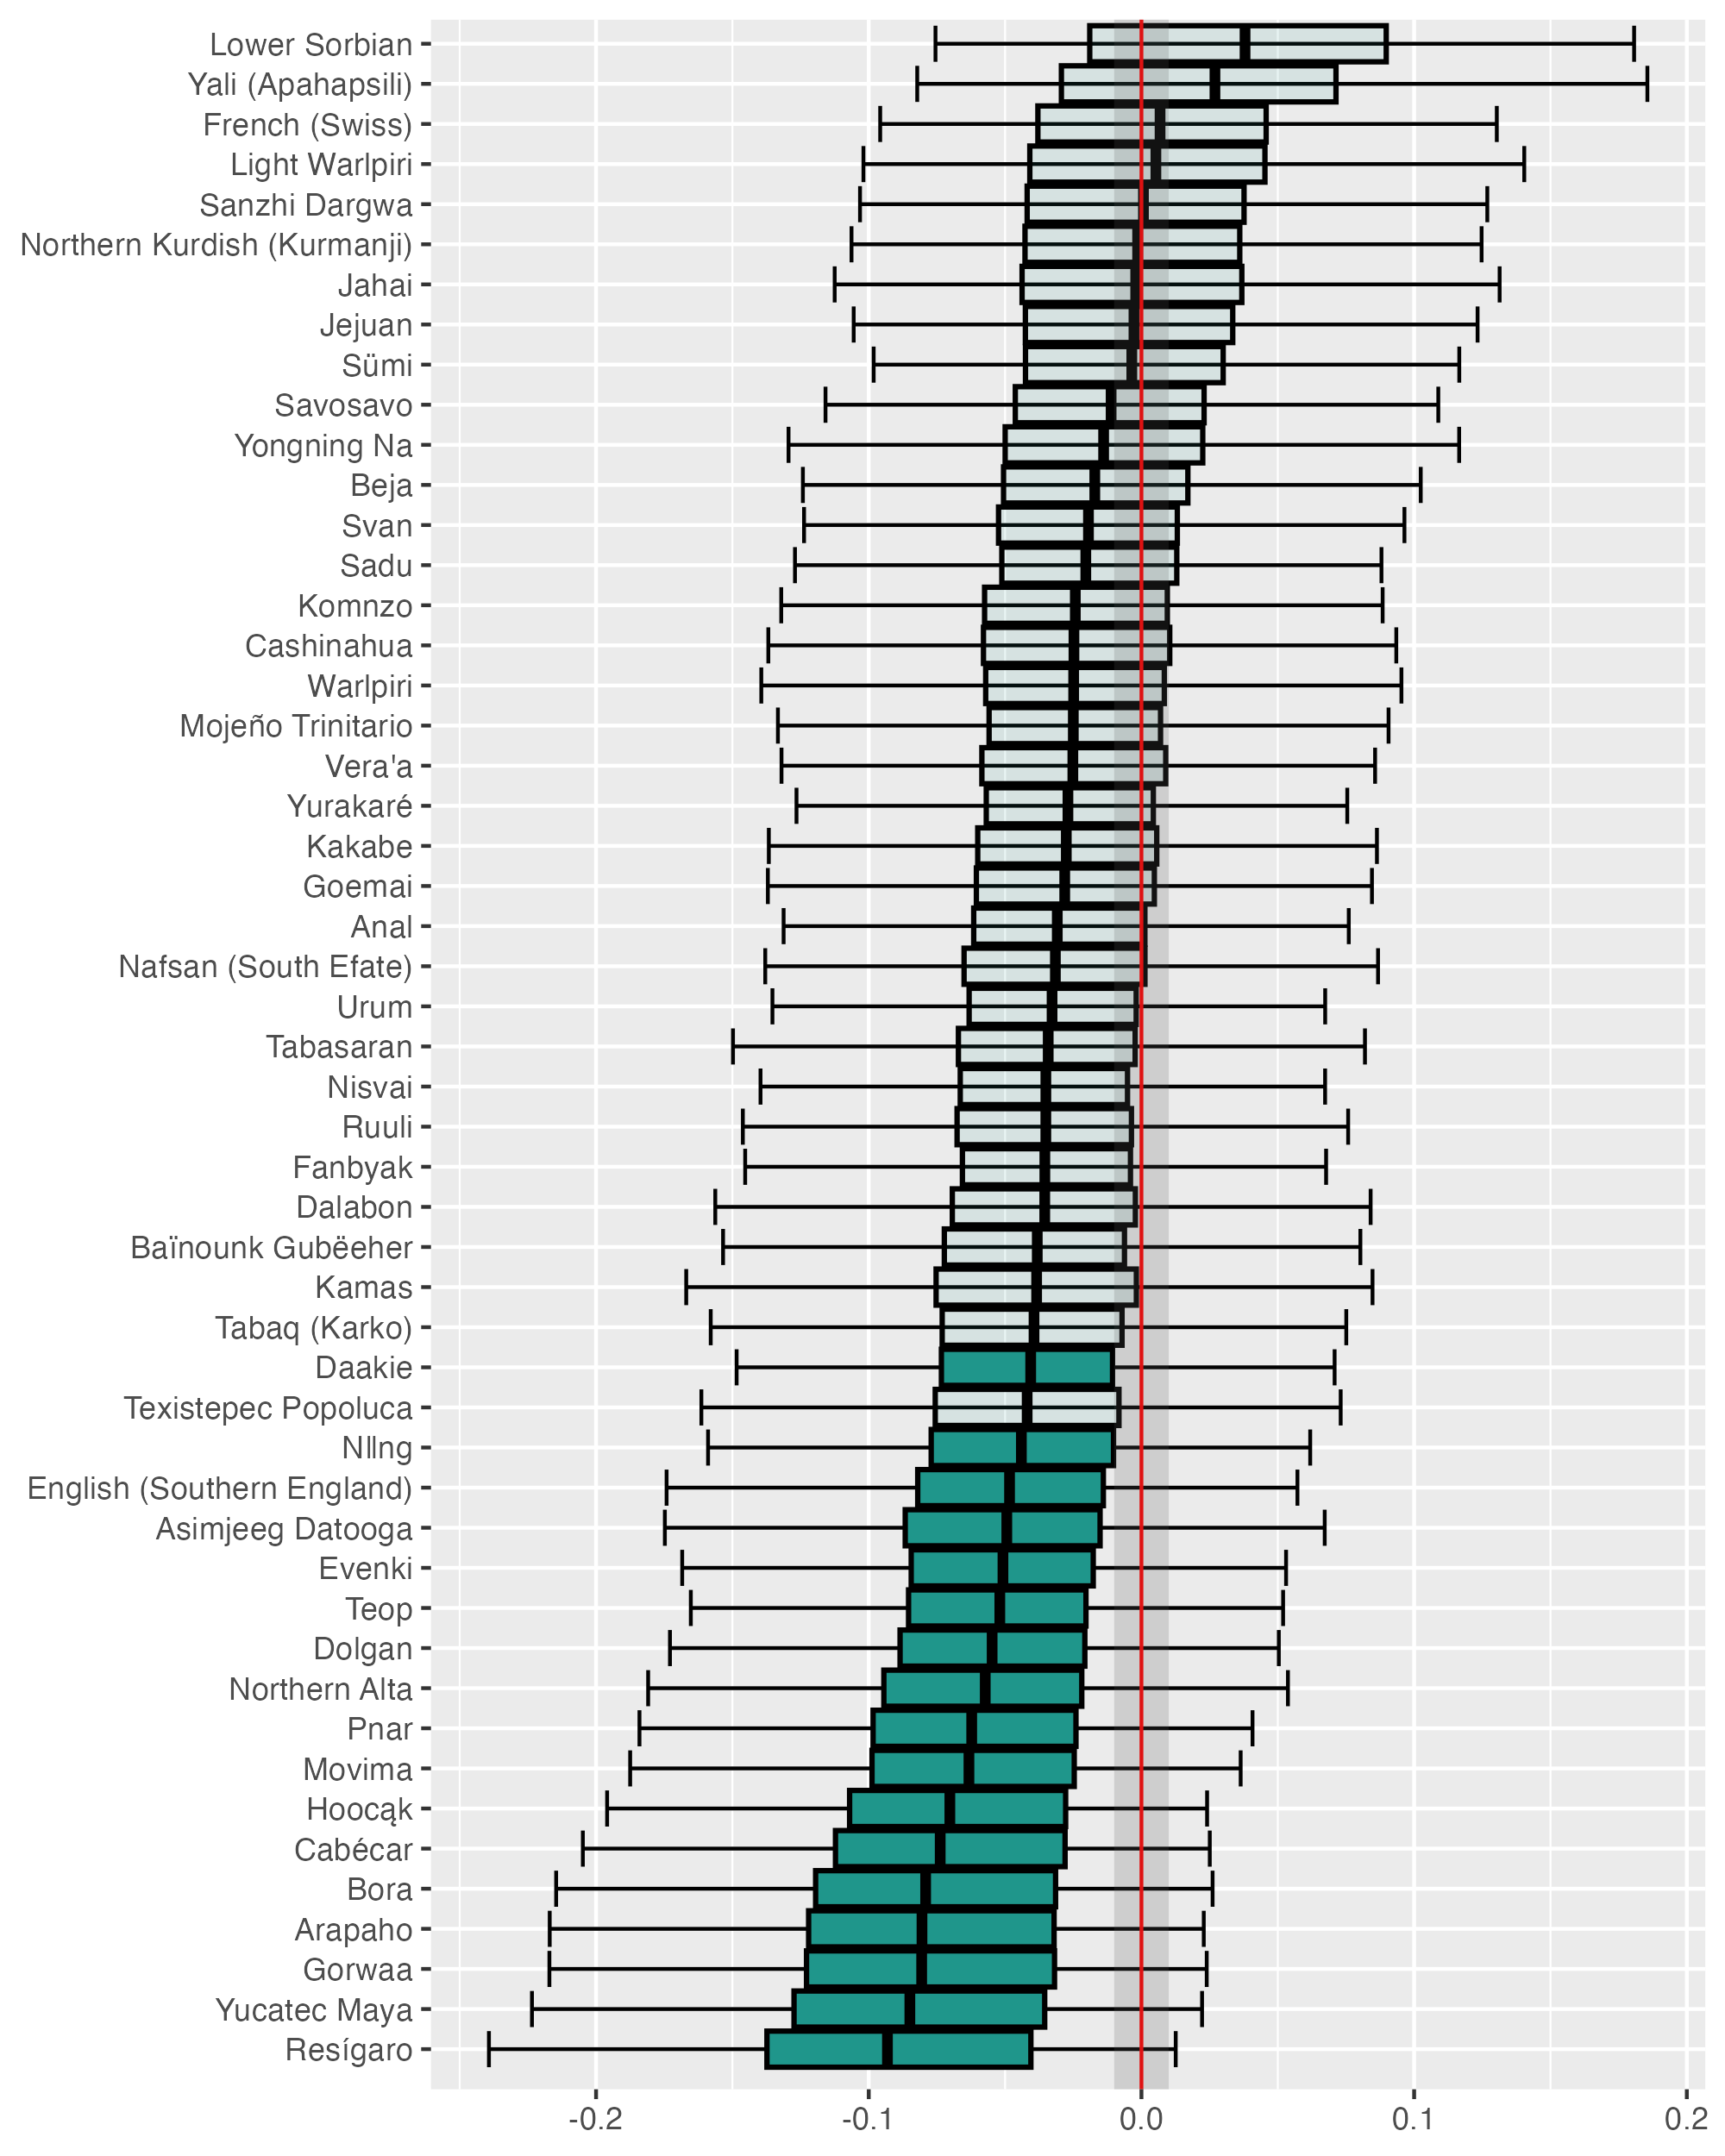 Lower Sorbian
Yali (Apahapsili)
French (Swiss)
Light Warlpiri
Sanzhi Dargwa
Northern Kurdish (Kurmanji)
Jahai
Jejuan
Sümi
Savosavo
Yongning Na
Beja
Svan
Sadu
Komnzo
Cashinahua
Warlpiri
Mojeño Trinitario
Vera'a
Yurakaré
Kakabe
Goemai
Anal
Nafsan (South Efate)
Urum
Tabasaran
Nisvai
Ruuli
Fanbyak
Dalabon
Baïnounk Gubëeher
Kamas
Tabaq (Karko)
Daakie
Texistepec Popoluca
Nllng
English (Southern England)
Asimjeeg Datooga
Evenki
Teop
Dolgan
Northern Alta
Pnar
Movima
Hoocąk
Cabécar
Bora
Arapaho
Gorwaa
Yucatec Maya
Resígaro
-0.2 -0.1 0.0 0.1 0.2